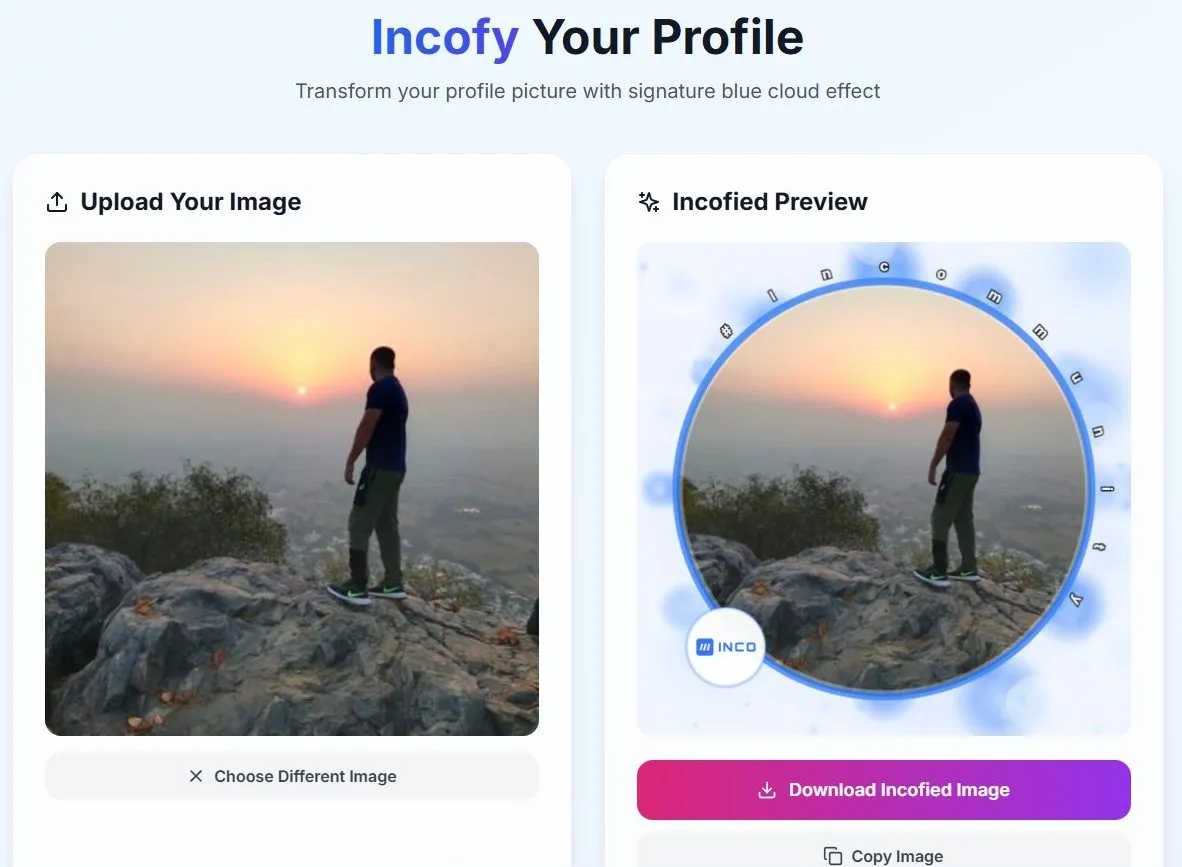 Incofy Your Profile
Transform your profile picture with signature blue cloud effect
Upload Your Image
Choose Different Image
Incofied Preview
#Incommunity
INCO
Download Incofied Image
Copy Image